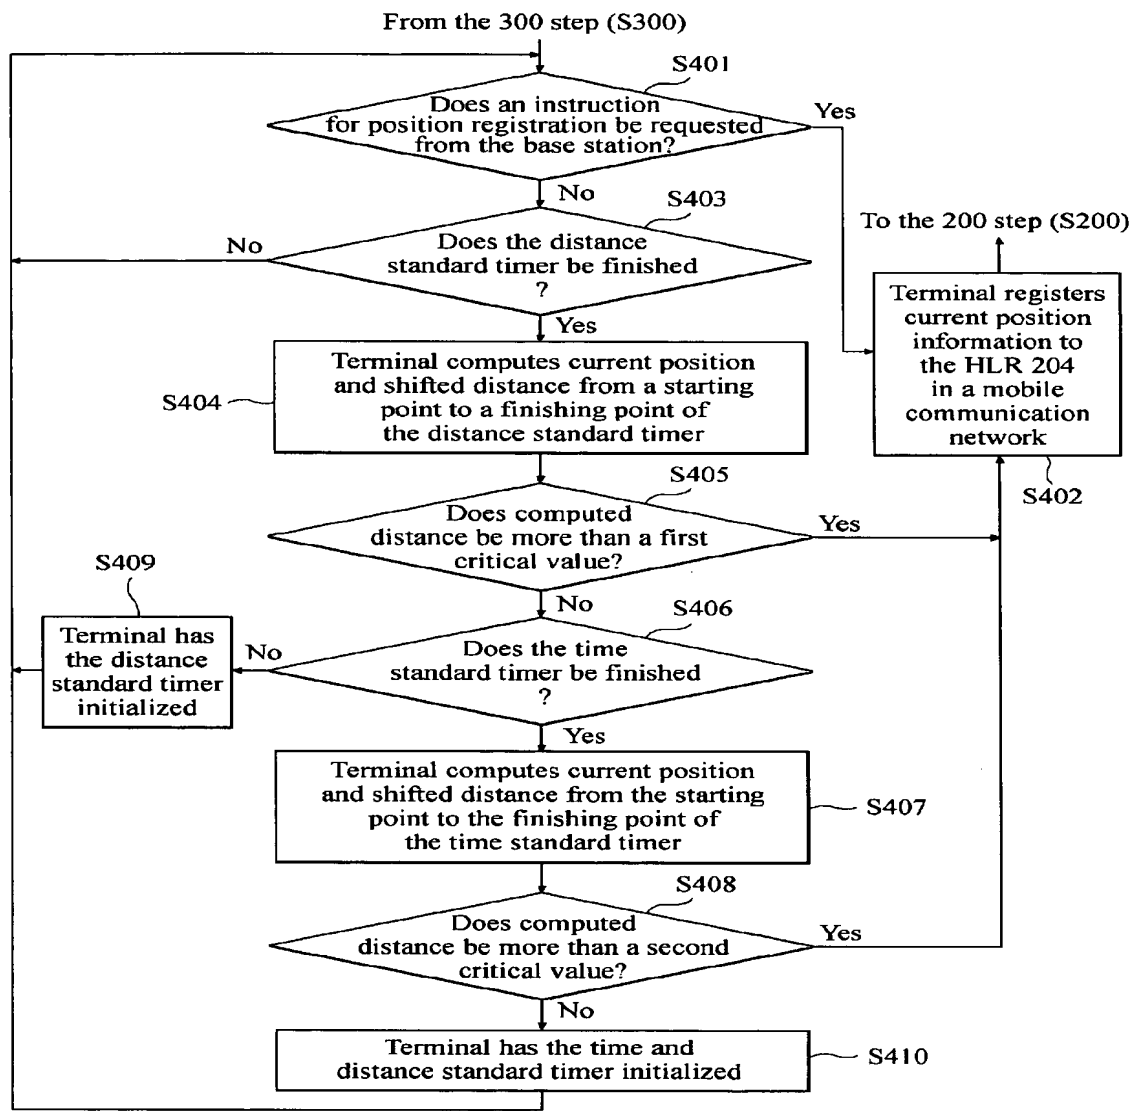 From the 300 step (S300)
S401
Does an instruction
for position registration be requested
from the base station?
Yes
No
S403
Does the distance
standard timer be finished
?
No
Yes
To the 200 step (S200)
Terminal registers
current position
information to
the HLR 204
in a mobile
communication
network
S402
Terminal computes current position
and shifted distance from a starting
point to a finishing point of
the distance standard timer
S404
S405
Does computed
distance be more than a first
critical value?
Yes
No
S406
Does the time
standard timer be finished
?
No
Yes
S409
Terminal has
the distance
standard timer
initialized
Terminal computes current position
and shifted distance from the starting
point to the finishing point of
the time standard timer
S407
S408
Does computed
distance be more than a second
critical value?
Yes
No
Terminal has the time and
distance standard timer initialized
S410